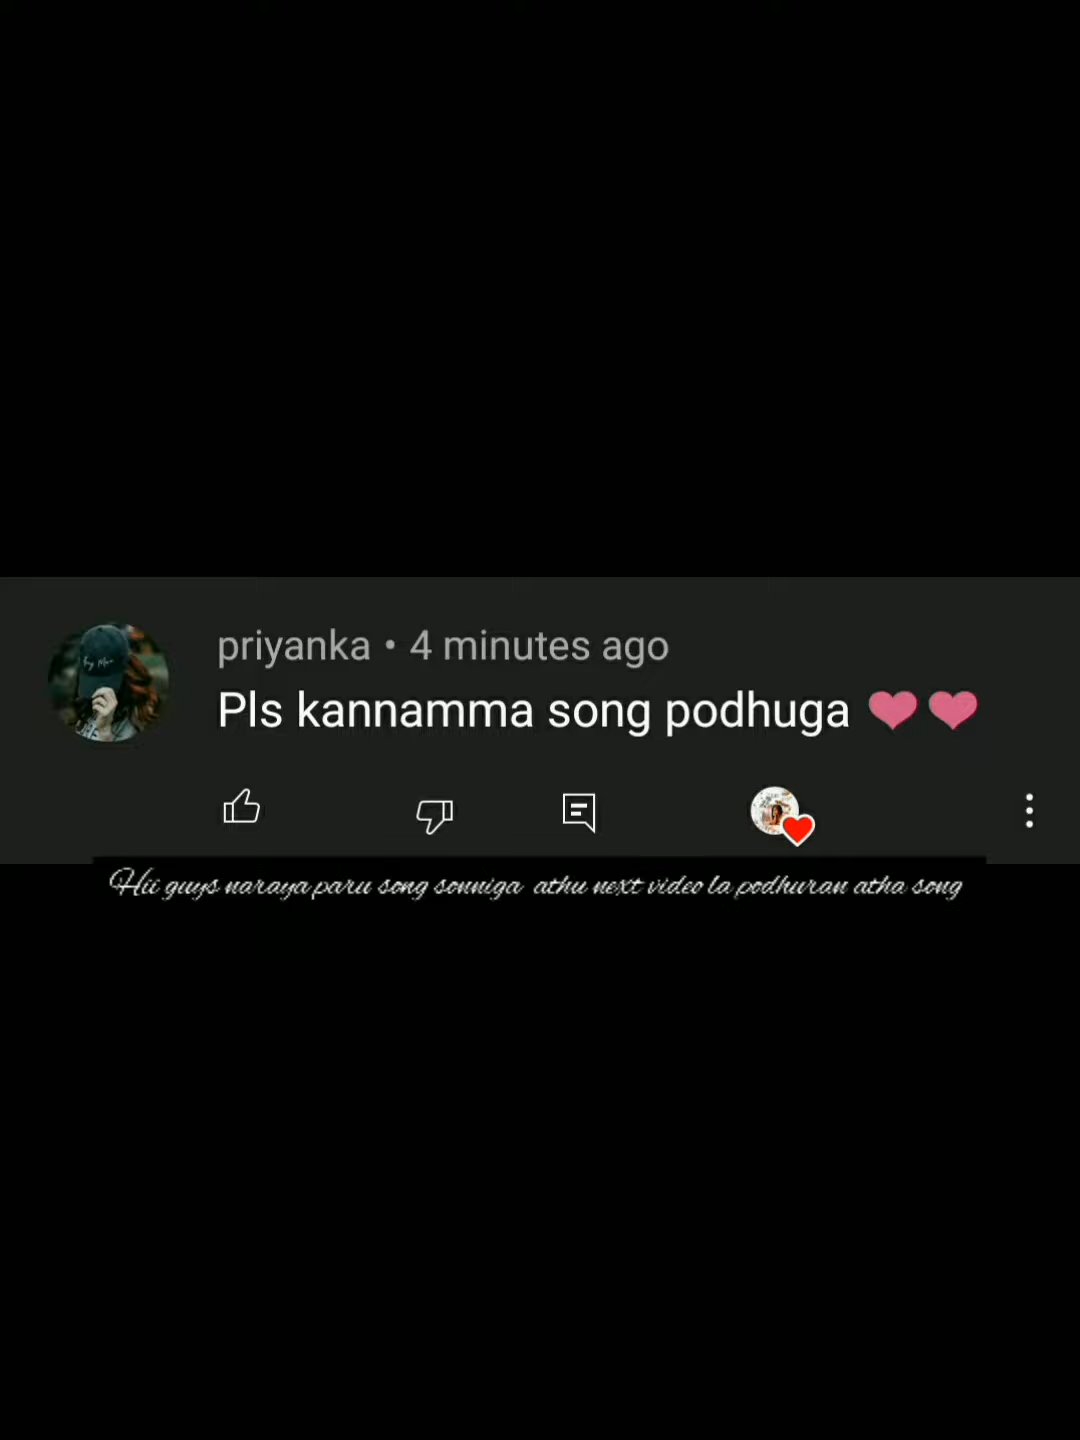 priyanka • 4 minutes ago
Pls kannamma song podhuga 💗💗
Hii guys naraya paru song sonniga athu next video la podhuran atha song